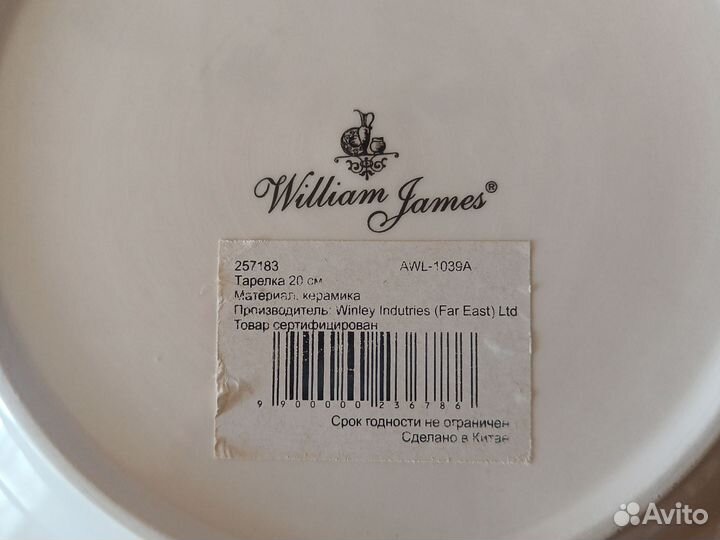 William James®
257183 AWL-1039A
Тарелка 20 см
Материал: керамика
Производитель: Winley Indutries (Far East) Ltd
Товар сертифицирован
9 900000 236786
Срок годности не ограничен
Сделано в Китае
Avito